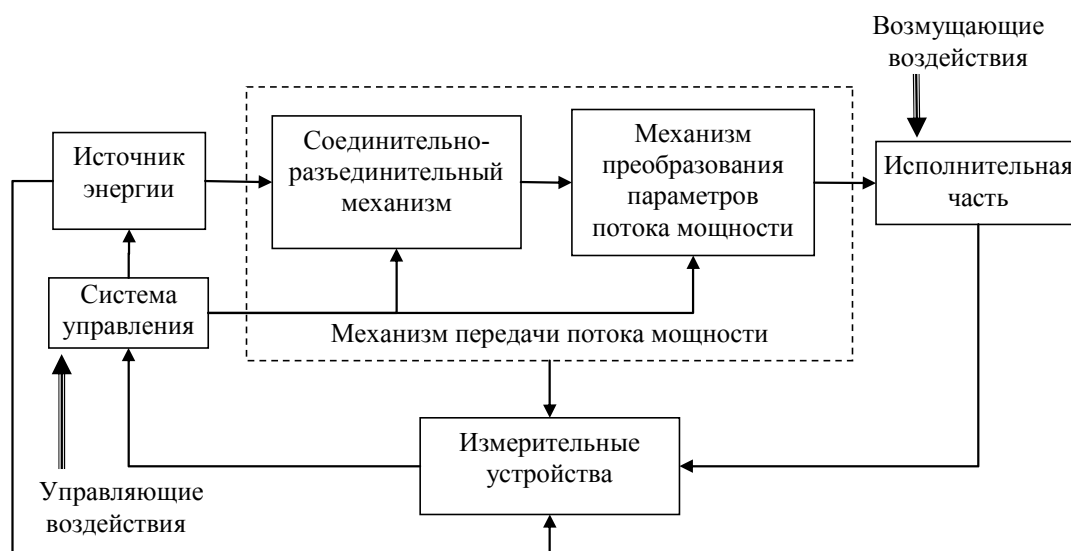 Возмущающие
воздействия
Источник
энергии
Соединительно-
разъединительный
механизм
Механизм
преобразования
параметров
потока мощности
Исполнительная
часть
Система
управления
Механизм передачи потока мощности
Измерительные
устройства
Управляющие
воздействия